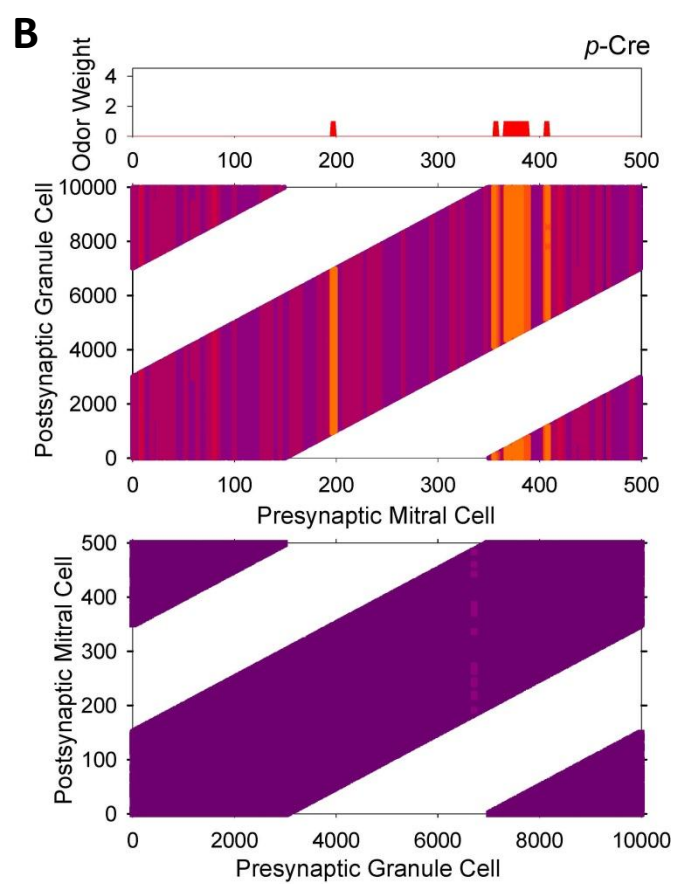 B
p-Cre
Odor Weight
4
2
0
0 100 200 300 400 500
Postsynaptic Granule Cell
10000
8000
6000
4000
2000
0
0 100 200 300 400 500
Presynaptic Mitral Cell
Postsynaptic Mitral Cell
500
400
300
200
100
0
0 2000 4000 6000 8000 10000
Presynaptic Granule Cell